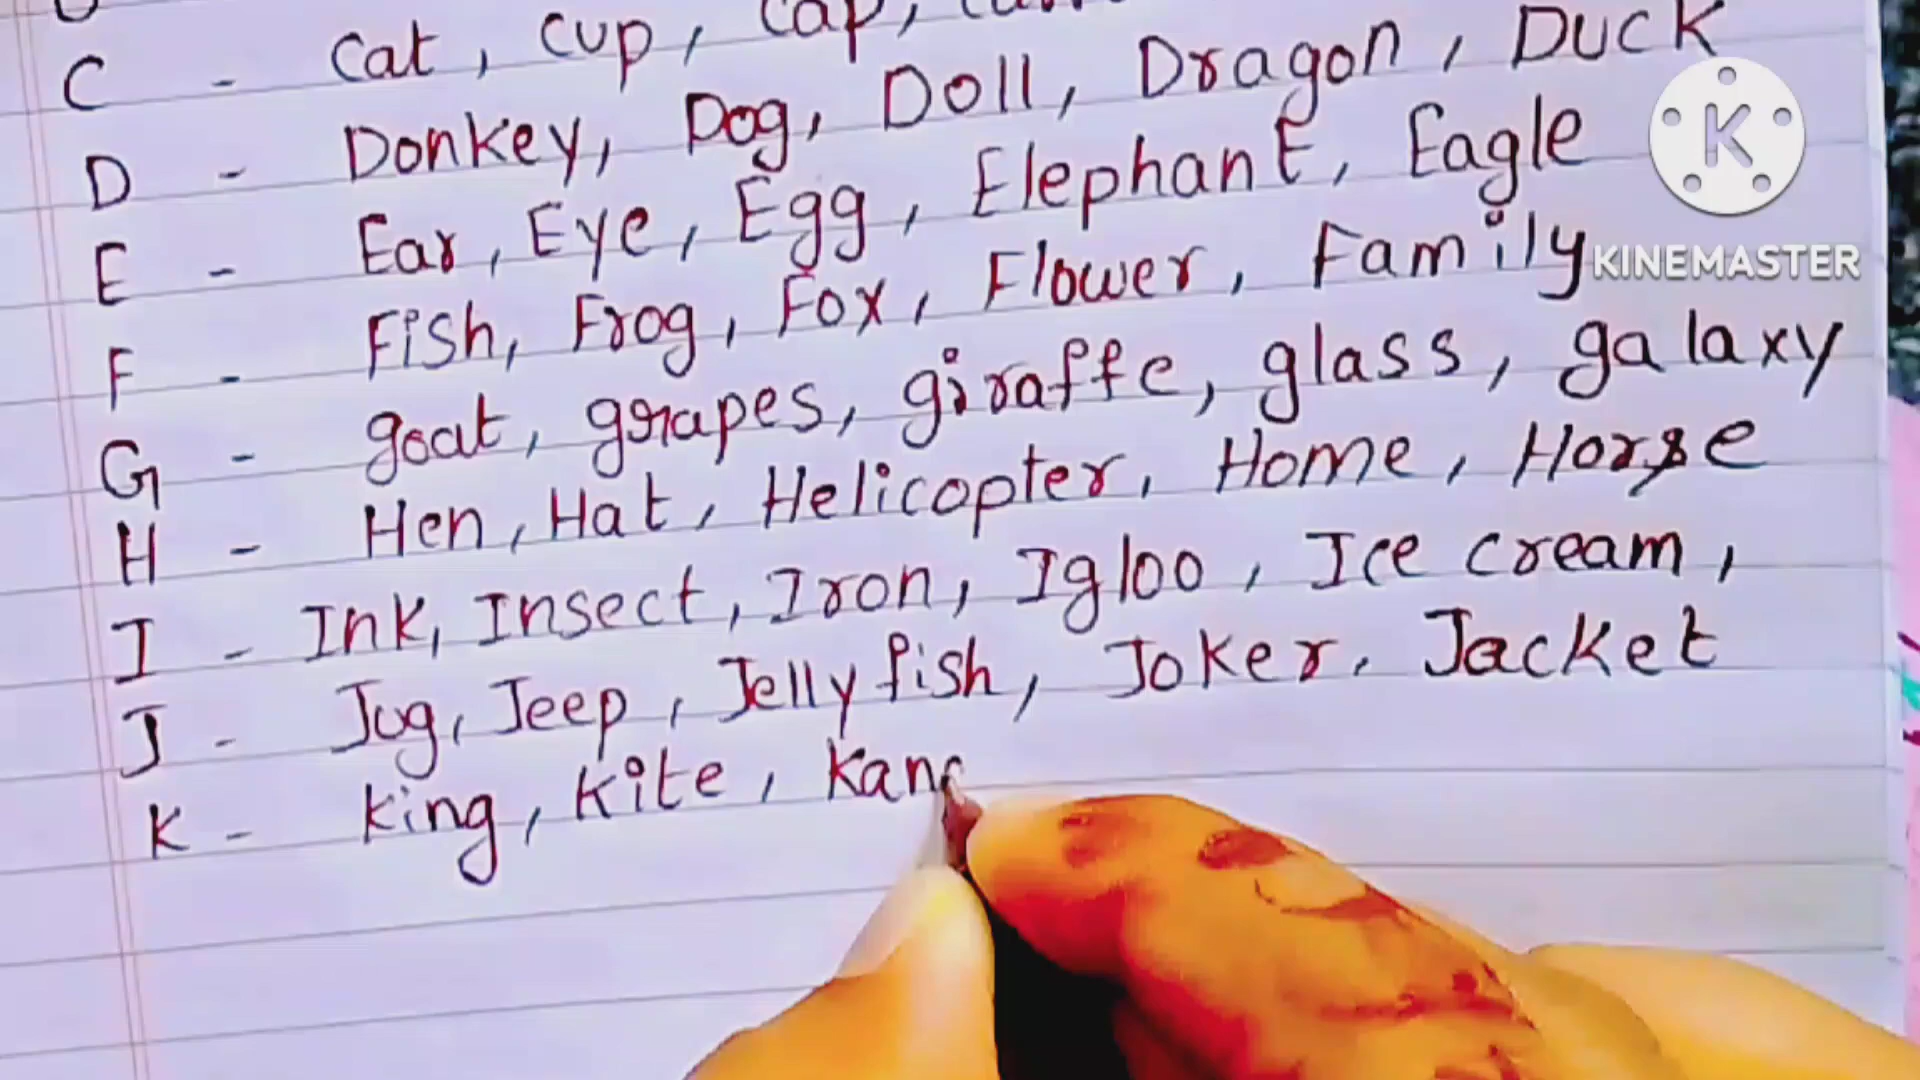 C - Cat, Cup, Cap,
D - Donkey, Dog, Doll, Dragon, Duck
E - Ear, Eye, Egg, Elephant, Eagle
F - Fish, Frog, Fox, Flower, Family
G - goat, grapes, giraffe, glass, galaxy
H - Hen, Hat, Helicopter, Home, Horse
I - Ink, Insect, Iron, Igloo, Ice cream,
J - Jug, Jeep, Jelly fish, Joker, Jacket
K - King, Kite, Kang
K
KINEMASTER